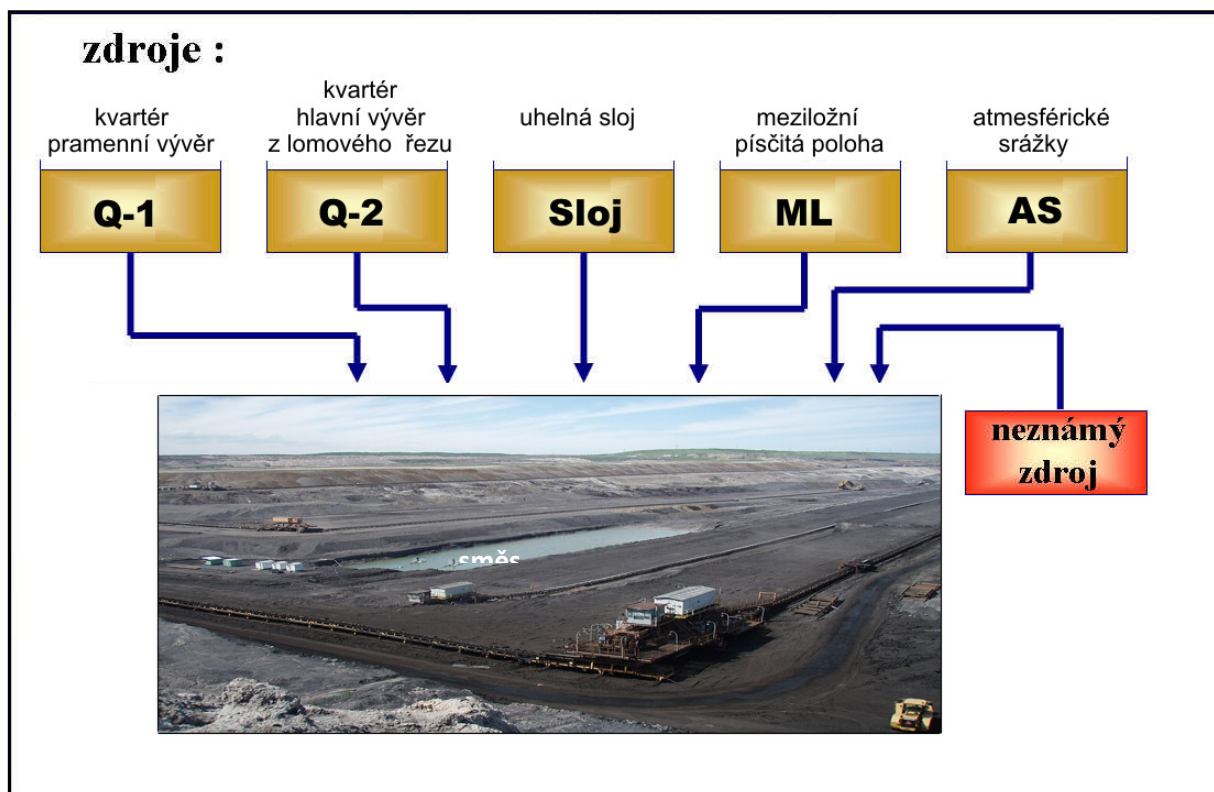 zdroje :
kvartér
pramenní vývěr
kvartér
hlavní vývěr
z lomového řezu
uhelná sloj
meziložní
písčitá poloha
atmesférické
srážky
Q-1
Q-2
Sloj
ML
AS
neznámý
zdroj
směs